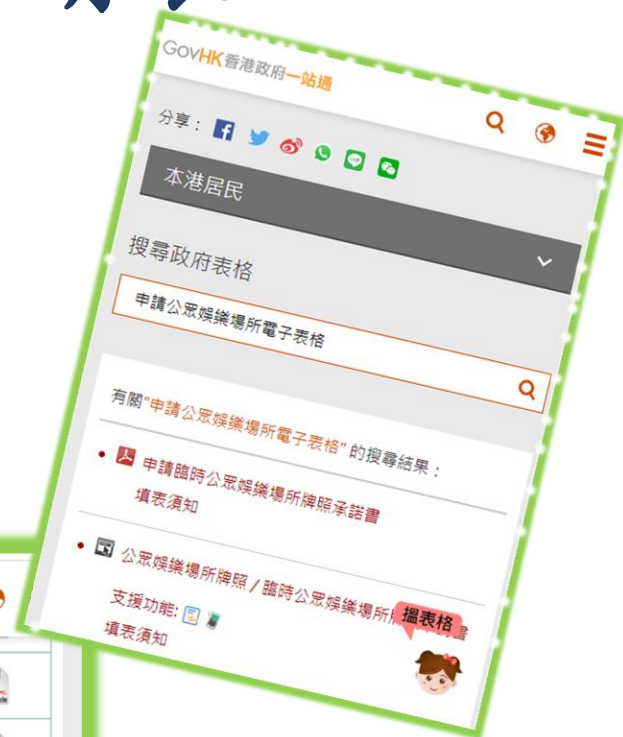 GovHK香港政府一站通
分享：
本港居民
搜尋政府表格
申請公眾娛樂場所電子表格
有關"申請公眾娛樂場所電子表格" 的搜尋結果：
申請臨時公眾娛樂場所牌照承諾書
填表須知
公眾娛樂場所牌照 / 臨時公眾娛樂場所
搵表格
支援功能:
填表須知